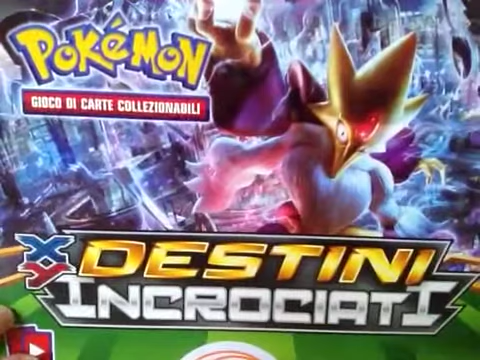 POKÉMON
GIOCO DI CARTE COLLEZIONABILI
XY
DESTINI
INCROCIATI